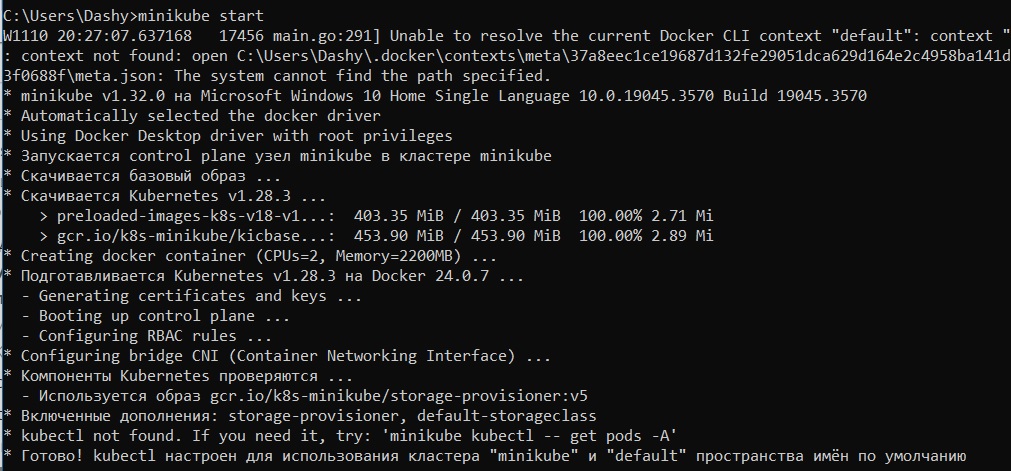 C:\Users\Dashy>minikube start
W1110 20:27:07.637168   17456 main.go:291] Unable to resolve the current Docker CLI context "default": context "
: context not found: open C:\Users\Dashy\.docker\contexts\meta\37a8eec1ce19687d132fe29051dca629d164e2c4958ba141d
3f0688f\meta.json: The system cannot find the path specified.
* minikube v1.32.0 на Microsoft Windows 10 Home Single Language 10.0.19045.3570 Build 19045.3570
* Automatically selected the docker driver
* Using Docker Desktop driver with root privileges
* Запускается control plane узел minikube в кластере minikube
* Скачивается базовый образ ...
* Скачивается Kubernetes v1.28.3 ...
    > preloaded-images-k8s-v18-v1...:  403.35 MiB / 403.35 MiB  100.00% 2.71 Mi
    > gcr.io/k8s-minikube/kicbase...:  453.90 MiB / 453.90 MiB  100.00% 2.89 Mi
* Creating docker container (CPUs=2, Memory=2200MB) ...
* Подготавливается Kubernetes v1.28.3 на Docker 24.0.7 ...
  - Generating certificates and keys ...
  - Booting up control plane ...
  - Configuring RBAC rules ...
* Configuring bridge CNI (Container Networking Interface) ...
* Компоненты Kubernetes проверяются ...
  - Используется образ gcr.io/k8s-minikube/storage-provisioner:v5
* Включенные дополнения: storage-provisioner, default-storageclass
* kubectl not found. If you need it, try: 'minikube kubectl -- get pods -A'
* Готово! kubectl настроен для использования кластера "minikube" и "default" пространства имён по умолчанию